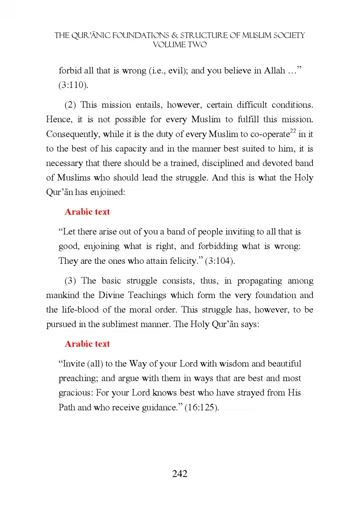 THE QUR'ĀNIC FOUNDATIONS & STRUCTURE OF MUSLIM SOCIETY
VOLUME TWO
forbid all that is wrong (i.e., evil); and you believe in Allah …”
(3:110).
(2) This mission entails, however, certain difficult conditions.
Hence, it is not possible for every Muslim to fulfill this mission.
Consequently, while it is the duty of every Muslim to co-operate22 in it
to the best of his capacity and in the manner best suited to him, it is
necessary that there should be a trained, disciplined and devoted band
of Muslims who should lead the struggle. And this is what the Holy
Qur’ān has enjoined:
Arabic text
“Let there arise out of you a band of people inviting to all that is
good, enjoining what is right, and forbidding what is wrong:
They are the ones who attain felicity.” (3:104).
(3) The basic struggle consists, thus, in propagating among
mankind the Divine Teachings which form the very foundation and
the life-blood of the moral order. This struggle has, however, to be
pursued in the sublimest manner. The Holy Qur’ān says:
Arabic text
“Invite (all) to the Way of your Lord with wisdom and beautiful
preaching; and argue with them in ways that are best and most
gracious: For your Lord knows best who have strayed from His
Path and who receive guidance.” (16:125).
242